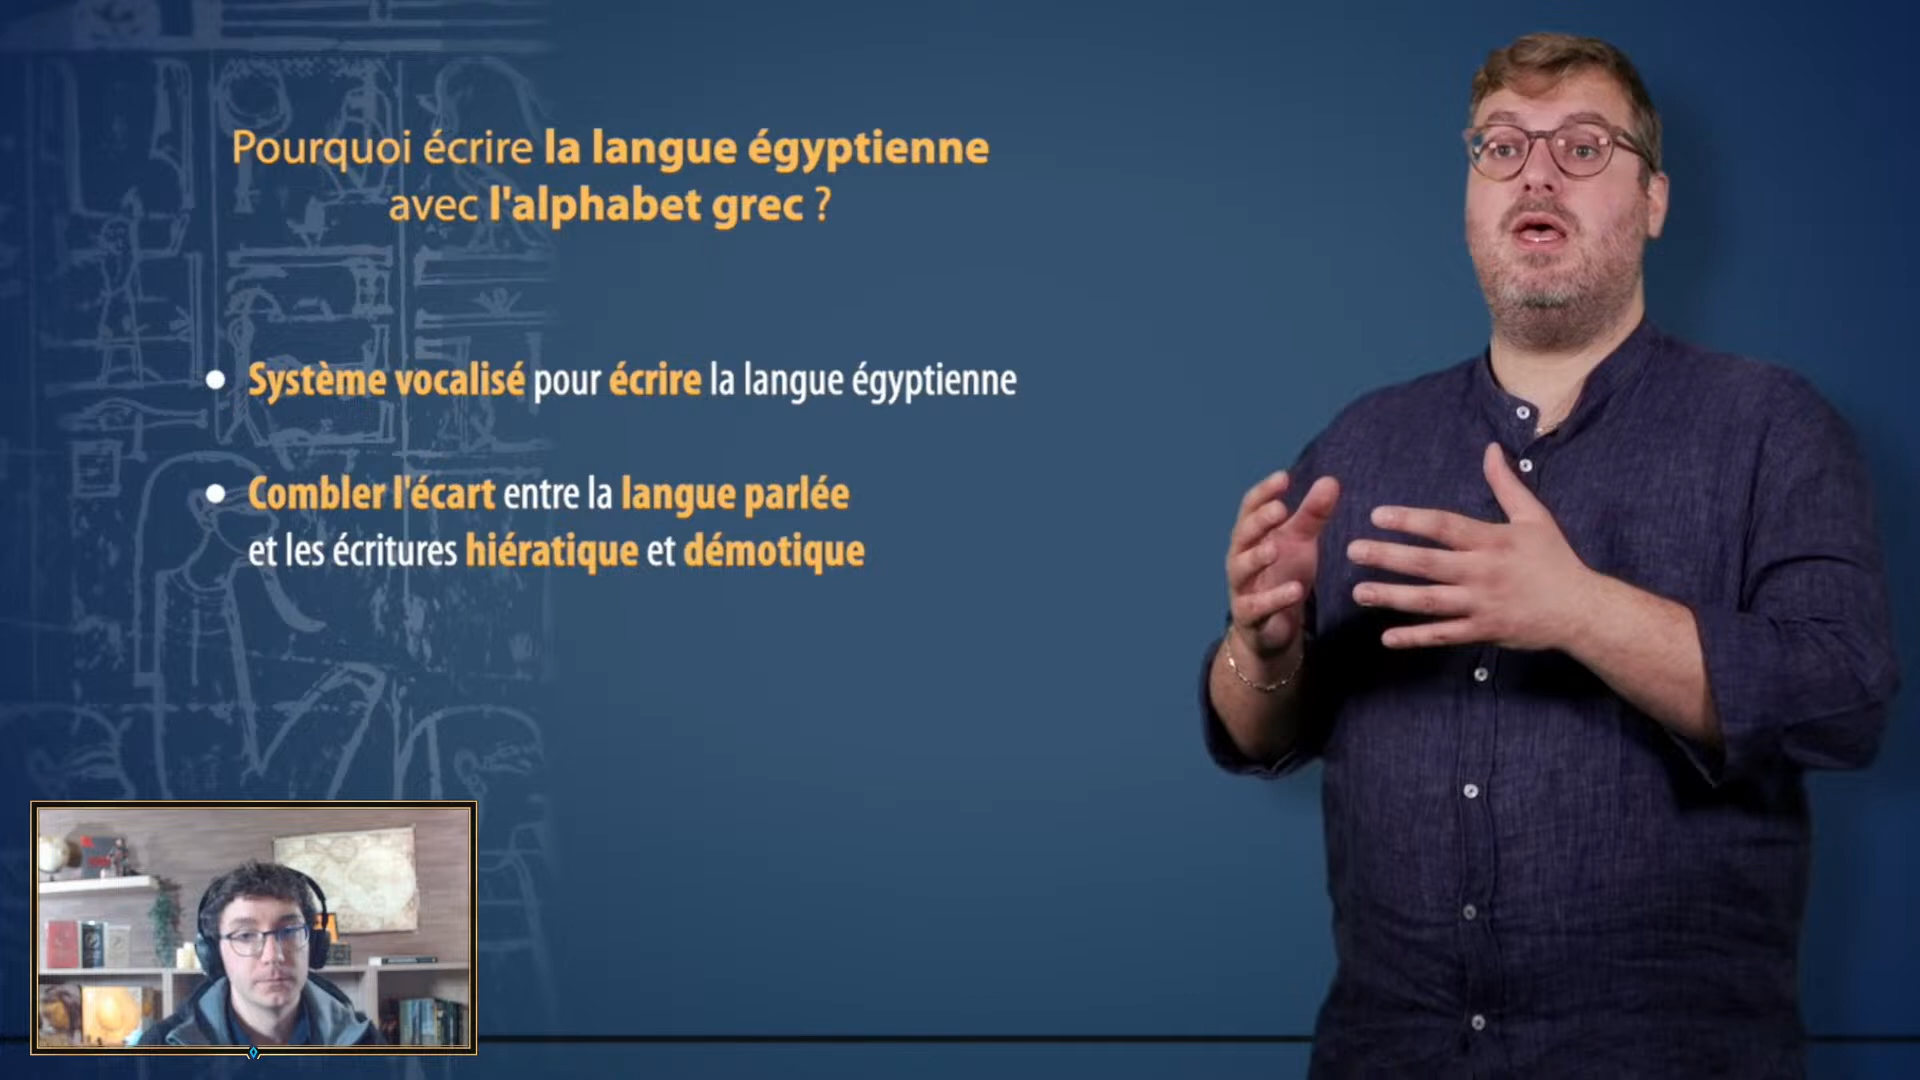 Pourquoi écrire la langue égyptienne
avec l'alphabet grec ?
• Système vocalisé pour écrire la langue égyptienne
• Combler l'écart entre la langue parlée
et les écritures hiératique et démotique